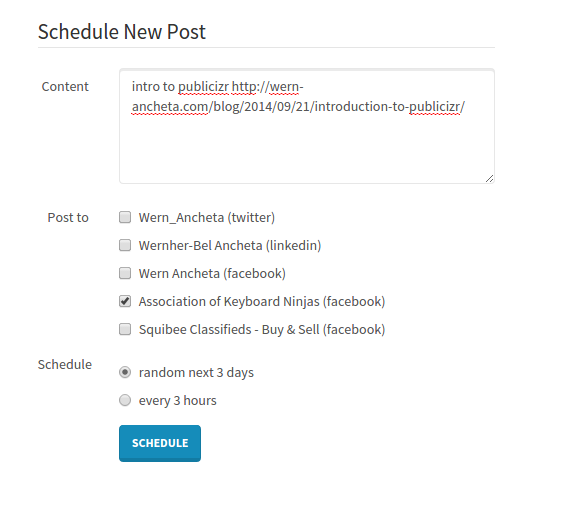 Schedule New Post
Content
intro to publicizr http://wern-
ancheta.com/blog/2014/09/21/introduction-to-publicizr/
Post to
Wern_Ancheta (twitter)
Wernher-Bel Ancheta (linkedin)
Wern Ancheta (facebook)
Association of Keyboard Ninjas (facebook)
Squibee Classifieds - Buy & Sell (facebook)
Schedule
random next 3 days
every 3 hours
SCHEDULE